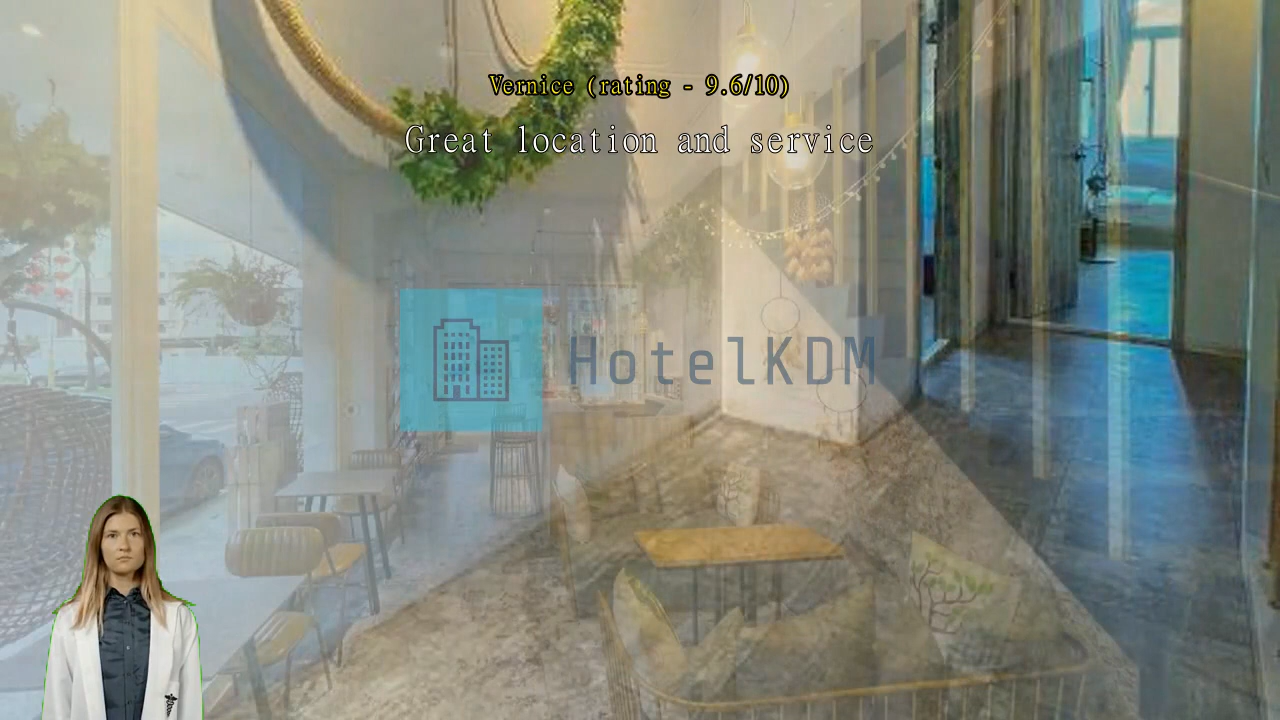 Vernice (rating - 9.6/10)
Great location and service
HotelKDM